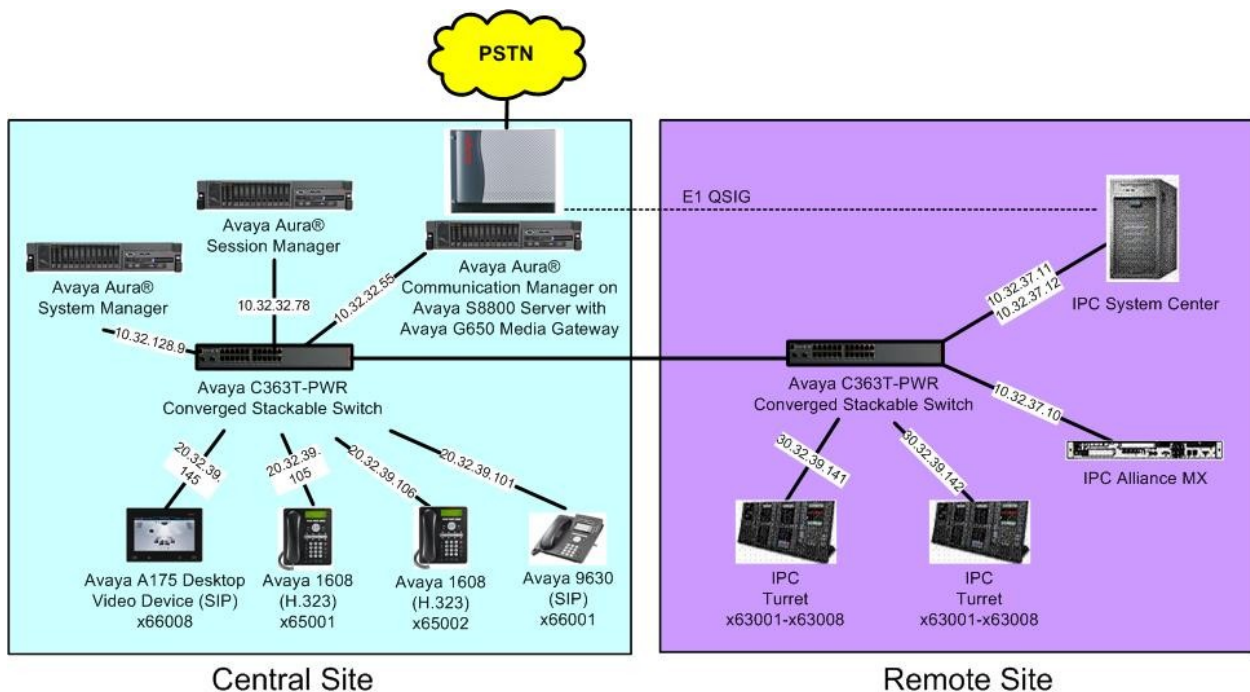 PSTN
Avaya Aura®
Session Manager
Avaya Aura®
System Manager
Avaya Aura®
Communication Manager on
Avaya S8800 Server with
Avaya G650 Media Gateway
10.32.32.78
10.32.32.55
10.32.128.9
Avaya C363T-PWR
Converged Stackable Switch
20.32.39.
145
20.32.39.
105
20.32.39.106
20.32.39.101
Avaya A175 Desktop
Video Device (SIP)
x66008
Avaya 1608
(H.323)
x65001
Avaya 1608
(H.323)
x65002
Avaya 9630
(SIP)
x66001
Central Site
E1 QSIG
IPC System Center
10.32.37.11
10.32.37.12
Avaya C363T-PWR
Converged Stackable Switch
10.32.37.10
IPC Alliance MX
30.32.39.141
30.32.39.142
IPC
Turret
x63001-x63008
IPC
Turret
x63001-x63008
Remote Site